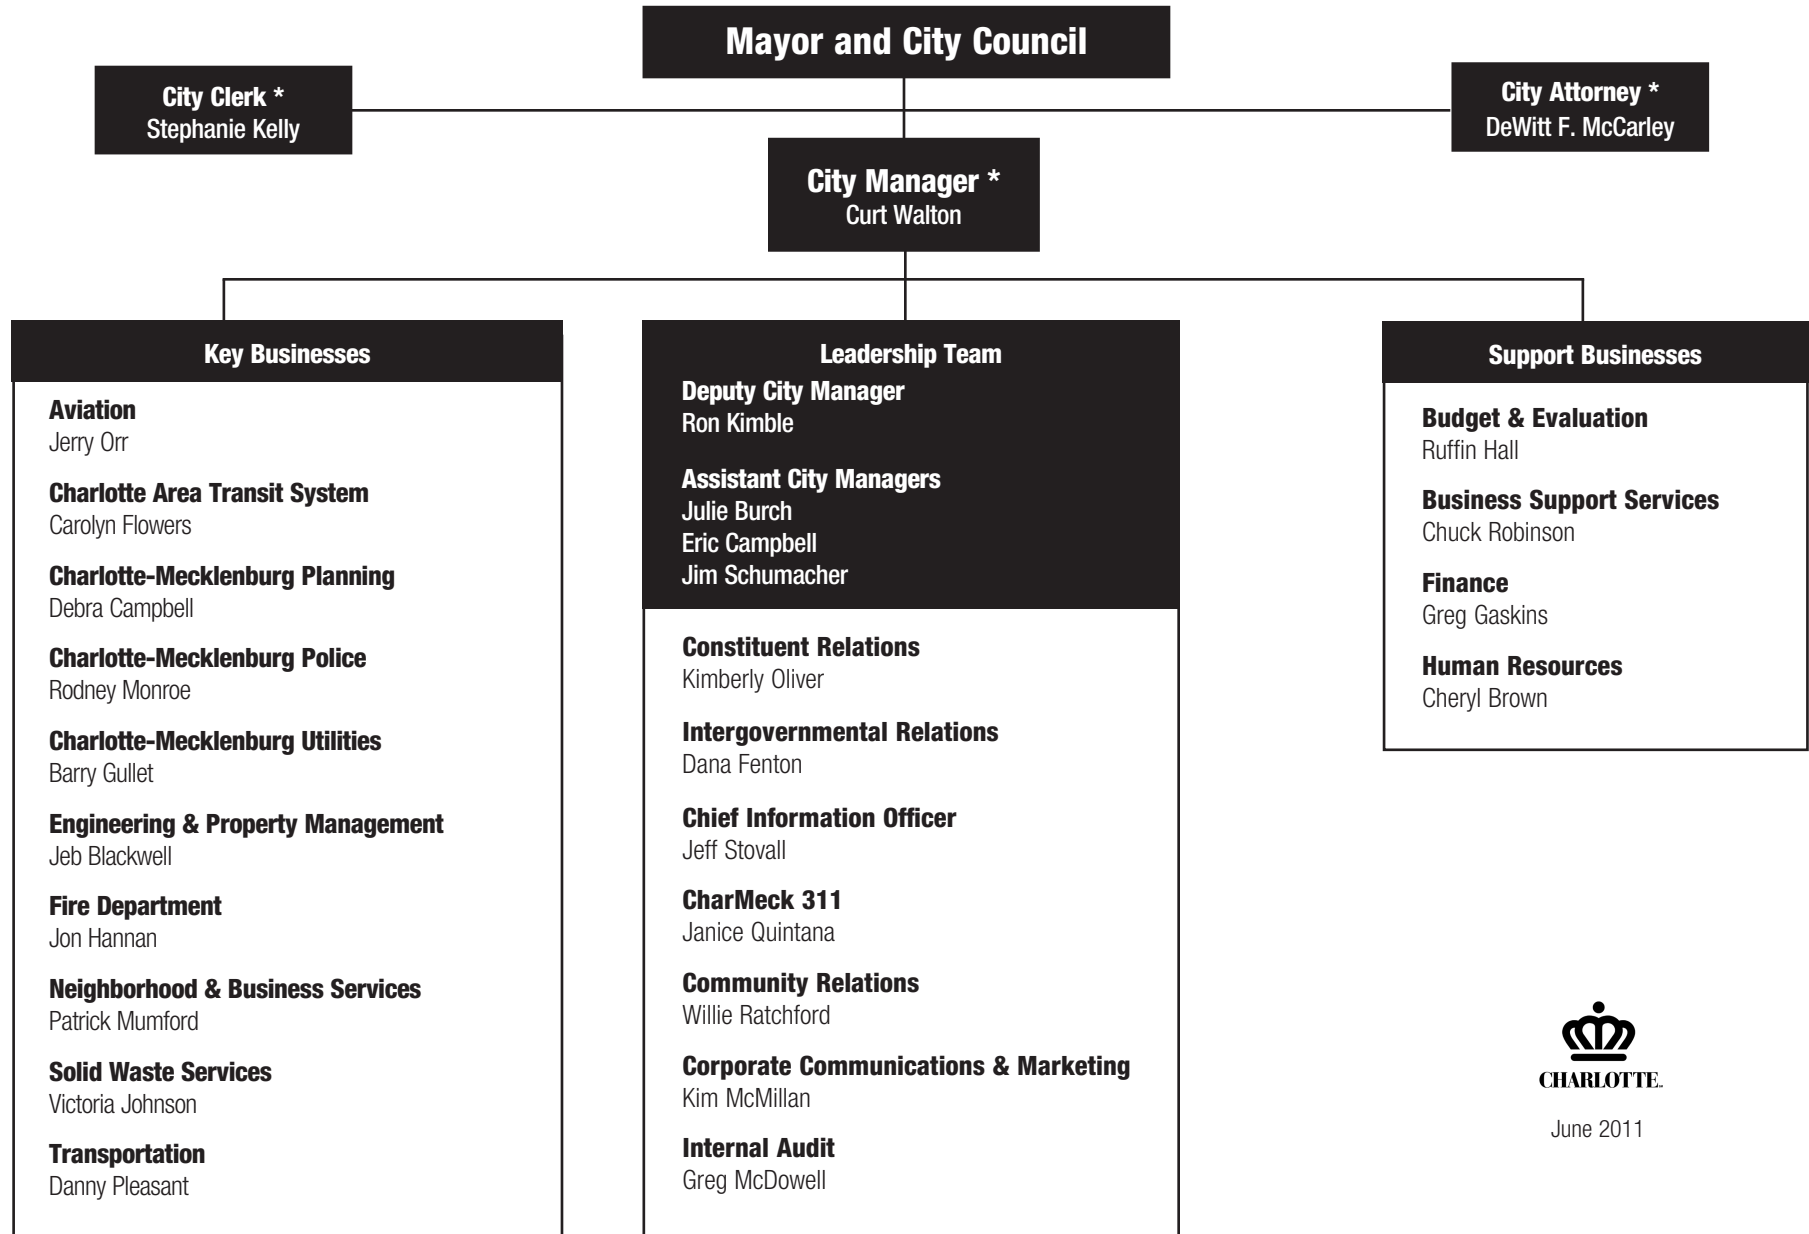 Mayor and City Council
City Clerk *
Stephanie Kelly
City Attorney *
DeWitt F. McCarley
City Manager *
Curt Walton
Key Businesses
Aviation
Jerry Orr
Charlotte Area Transit System
Carolyn Flowers
Charlotte-Mecklenburg Planning
Debra Campbell
Charlotte-Mecklenburg Police
Rodney Monroe
Charlotte-Mecklenburg Utilities
Barry Gullet
Engineering & Property Management
Jeb Blackwell
Fire Department
Jon Hannan
Neighborhood & Business Services
Patrick Mumford
Solid Waste Services
Victoria Johnson
Transportation
Danny Pleasant
Leadership Team
Deputy City Manager
Ron Kimble
Assistant City Managers
Julie Burch
Eric Campbell
Jim Schumacher
Constituent Relations
Kimberly Oliver
Intergovernmental Relations
Dana Fenton
Chief Information Officer
Jeff Stovall
CharMeck 311
Janice Quintana
Community Relations
Willie Ratchford
Corporate Communications & Marketing
Kim McMillan
Internal Audit
Greg McDowell
Support Businesses
Budget & Evaluation
Ruffin Hall
Business Support Services
Chuck Robinson
Finance
Greg Gaskins
Human Resources
Cheryl Brown
CHARLOTTE™
June 2011